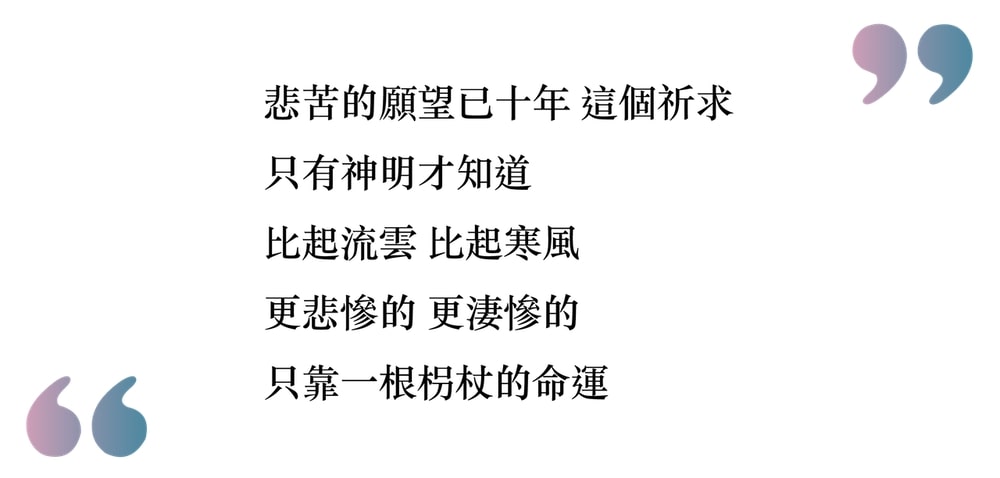 悲苦的願望已十年 這個祈求
只有神明才知道
比起流雲 比起寒風
更悲慘的 更淒慘的
只靠一根枴杖的命運